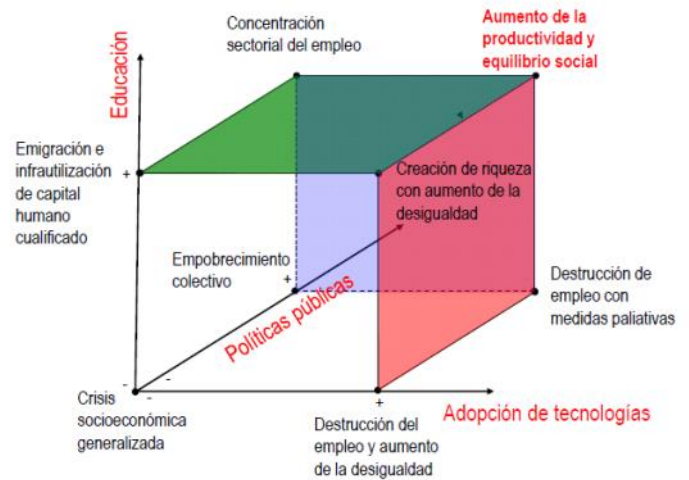 Concentración
sectorial del empleo
Aumento de la
productividad y
equilibrio social
Educación
Emigración e
infrautilización
de capital
humano
cualificado
+
Creación de riqueza
con aumento de la
desigualdad
Empobrecimiento
colectivo
+
Políticas públicas
Destrucción de
empleo con
medidas paliativas
-
-
-
Crisis
socioeconómica
generalizada
+
Destrucción del
empleo y aumento
de la desigualdad
Adopción de tecnologías